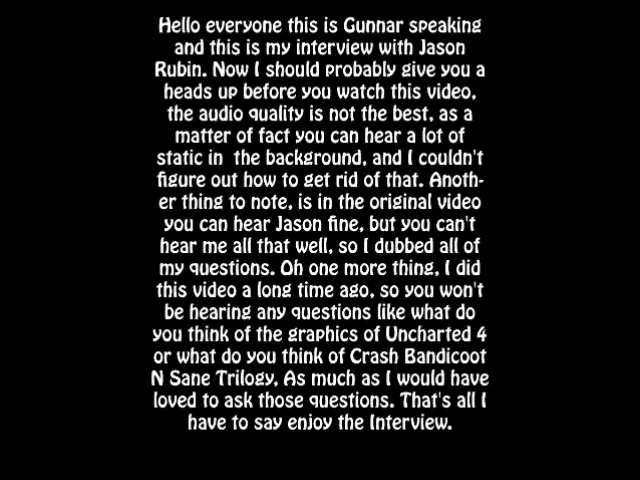 Hello everyone this is Gunnar speaking
and this is my interview with Jason
Rubin. Now I should probably give you a
heads up before you watch this video,
the audio quality is not the best, as a
matter of fact you can hear a lot of
static in  the background, and I couldn't
figure out how to get rid of that. Anoth-
er thing to note, is in the original video
you can hear Jason fine, but you can't
hear me all that well, so I dubbed all of
my questions. Oh one more thing, I did
this video a long time ago, so you won't
be hearing any questions like what do
you think of the graphics of Uncharted 4
or what do you think of Crash Bandicoot
N Sane Trilogy, As much as I would have
loved to ask those questions. That's all I
have to say enjoy the Interview.